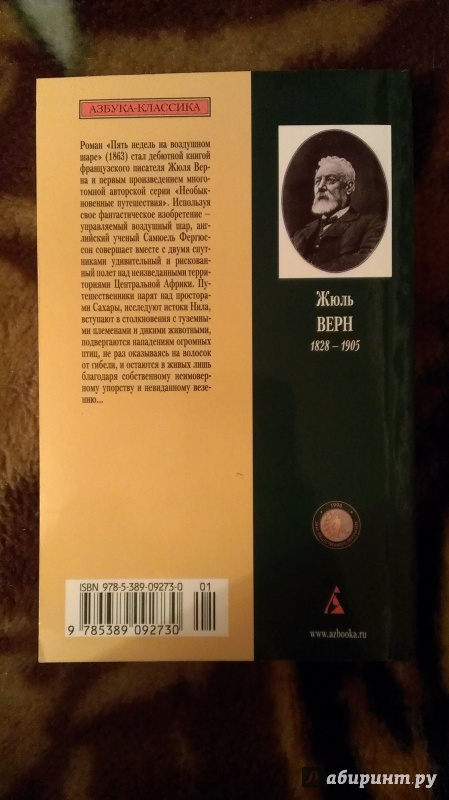 АЗБУКА-КЛАССИКА
Роман «Пять недель на воздушном
шаре» (1863) стал дебютной книгой
французского писателя Жюля Вер-
на и первым произведением много-
томной авторской серии «Необык-
новенные путешествия». Используя
свое фантастическое изобретение –
управляемый воздушный шар, анг-
лийский ученый Самюель Фергюс-
сон совершает вместе с двумя спут-
никами удивительный и рискован-
ный полет над неизведанными терри-
ториями Центральной Африки. Пу-
тешественники парят над простора-
ми Сахары, исследуют истоки Нила,
вступают в столкновения с туземны-
ми племенами и дикими животными,
подвергаются нападениям огромных
птиц, не раз оказываясь на волосок
от гибели, и остаются в живых лишь
благодаря собственному неимовер-
ному упорству и невиданному везе-
нию...
Жюль
ВЕРН
1828 – 1905
ISBN 978-5-389-09273-0
01
9 785389 092730
www.azbooka.ru
абиринт.ру